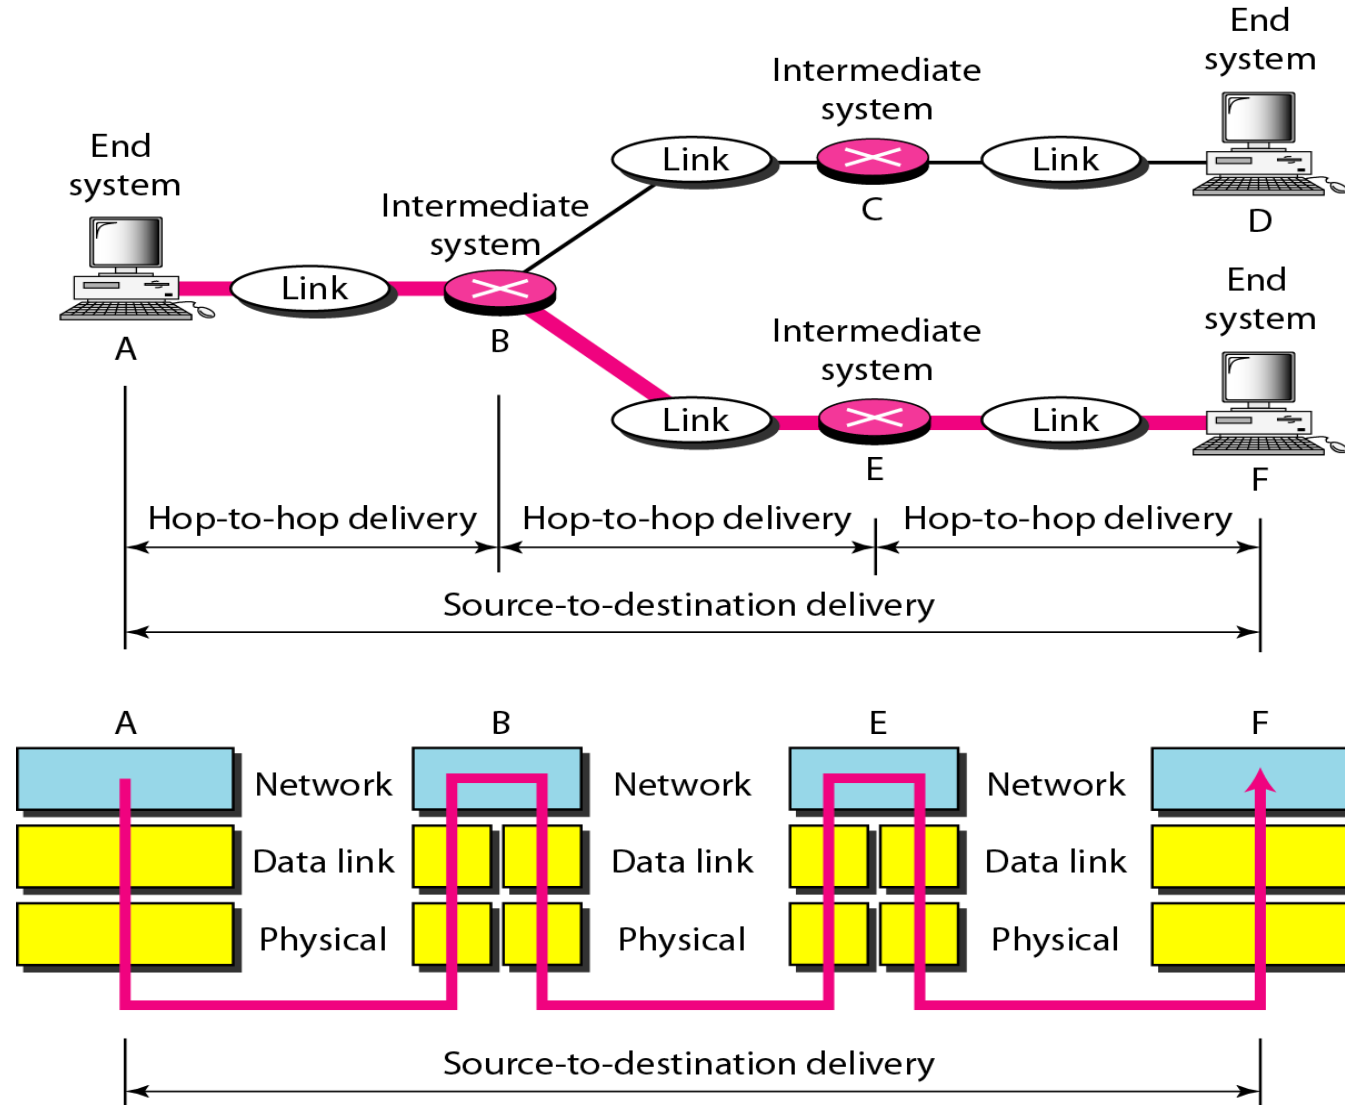 End
system
Intermediate
system
Link
Link
C
D
End
system
Intermediate
system
Link
A
B
End
system
Intermediate
system
Link
Link
E
F
Hop-to-hop delivery
Hop-to-hop delivery
Hop-to-hop delivery
Source-to-destination delivery
A
B
E
F
Network
Network
Network
Data link
Data link
Data link
Physical
Physical
Physical
Source-to-destination delivery